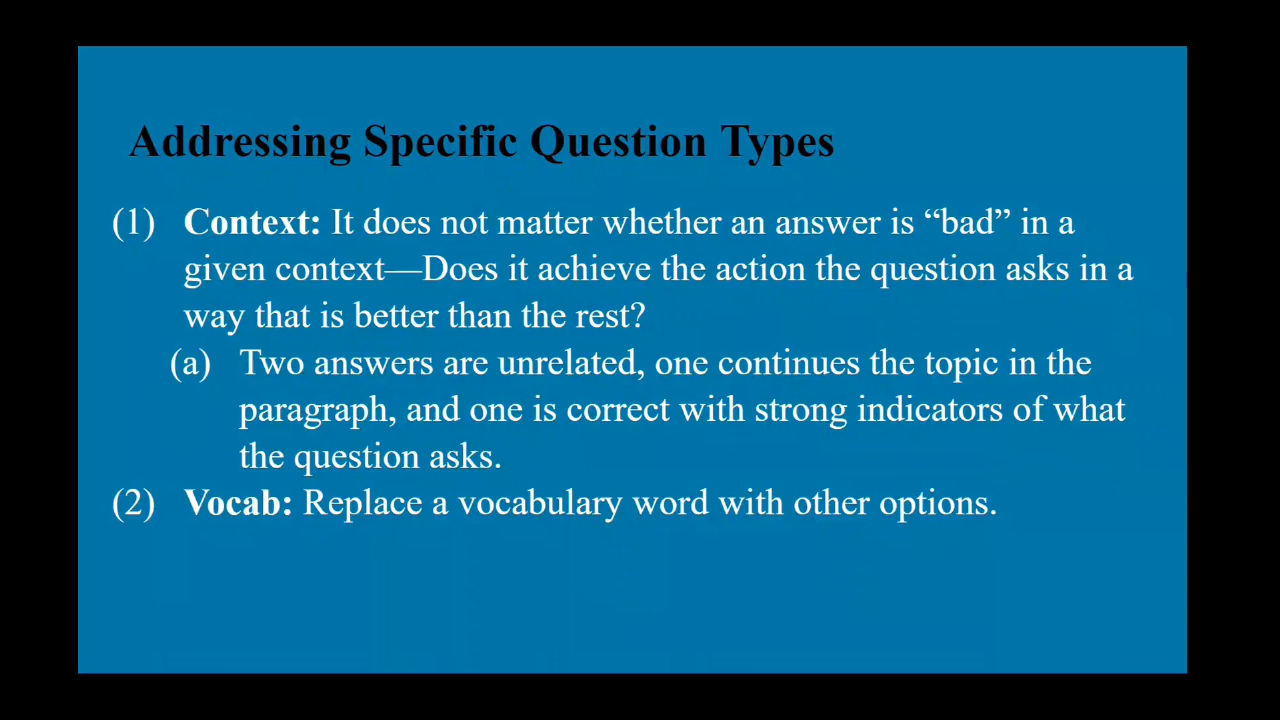 Addressing Specific Question Types
(1) Context: It does not matter whether an answer is “bad” in a
given context—Does it achieve the action the question asks in a
way that is better than the rest?
(a) Two answers are unrelated, one continues the topic in the
paragraph, and one is correct with strong indicators of what
the question asks.
(2) Vocab: Replace a vocabulary word with other options.